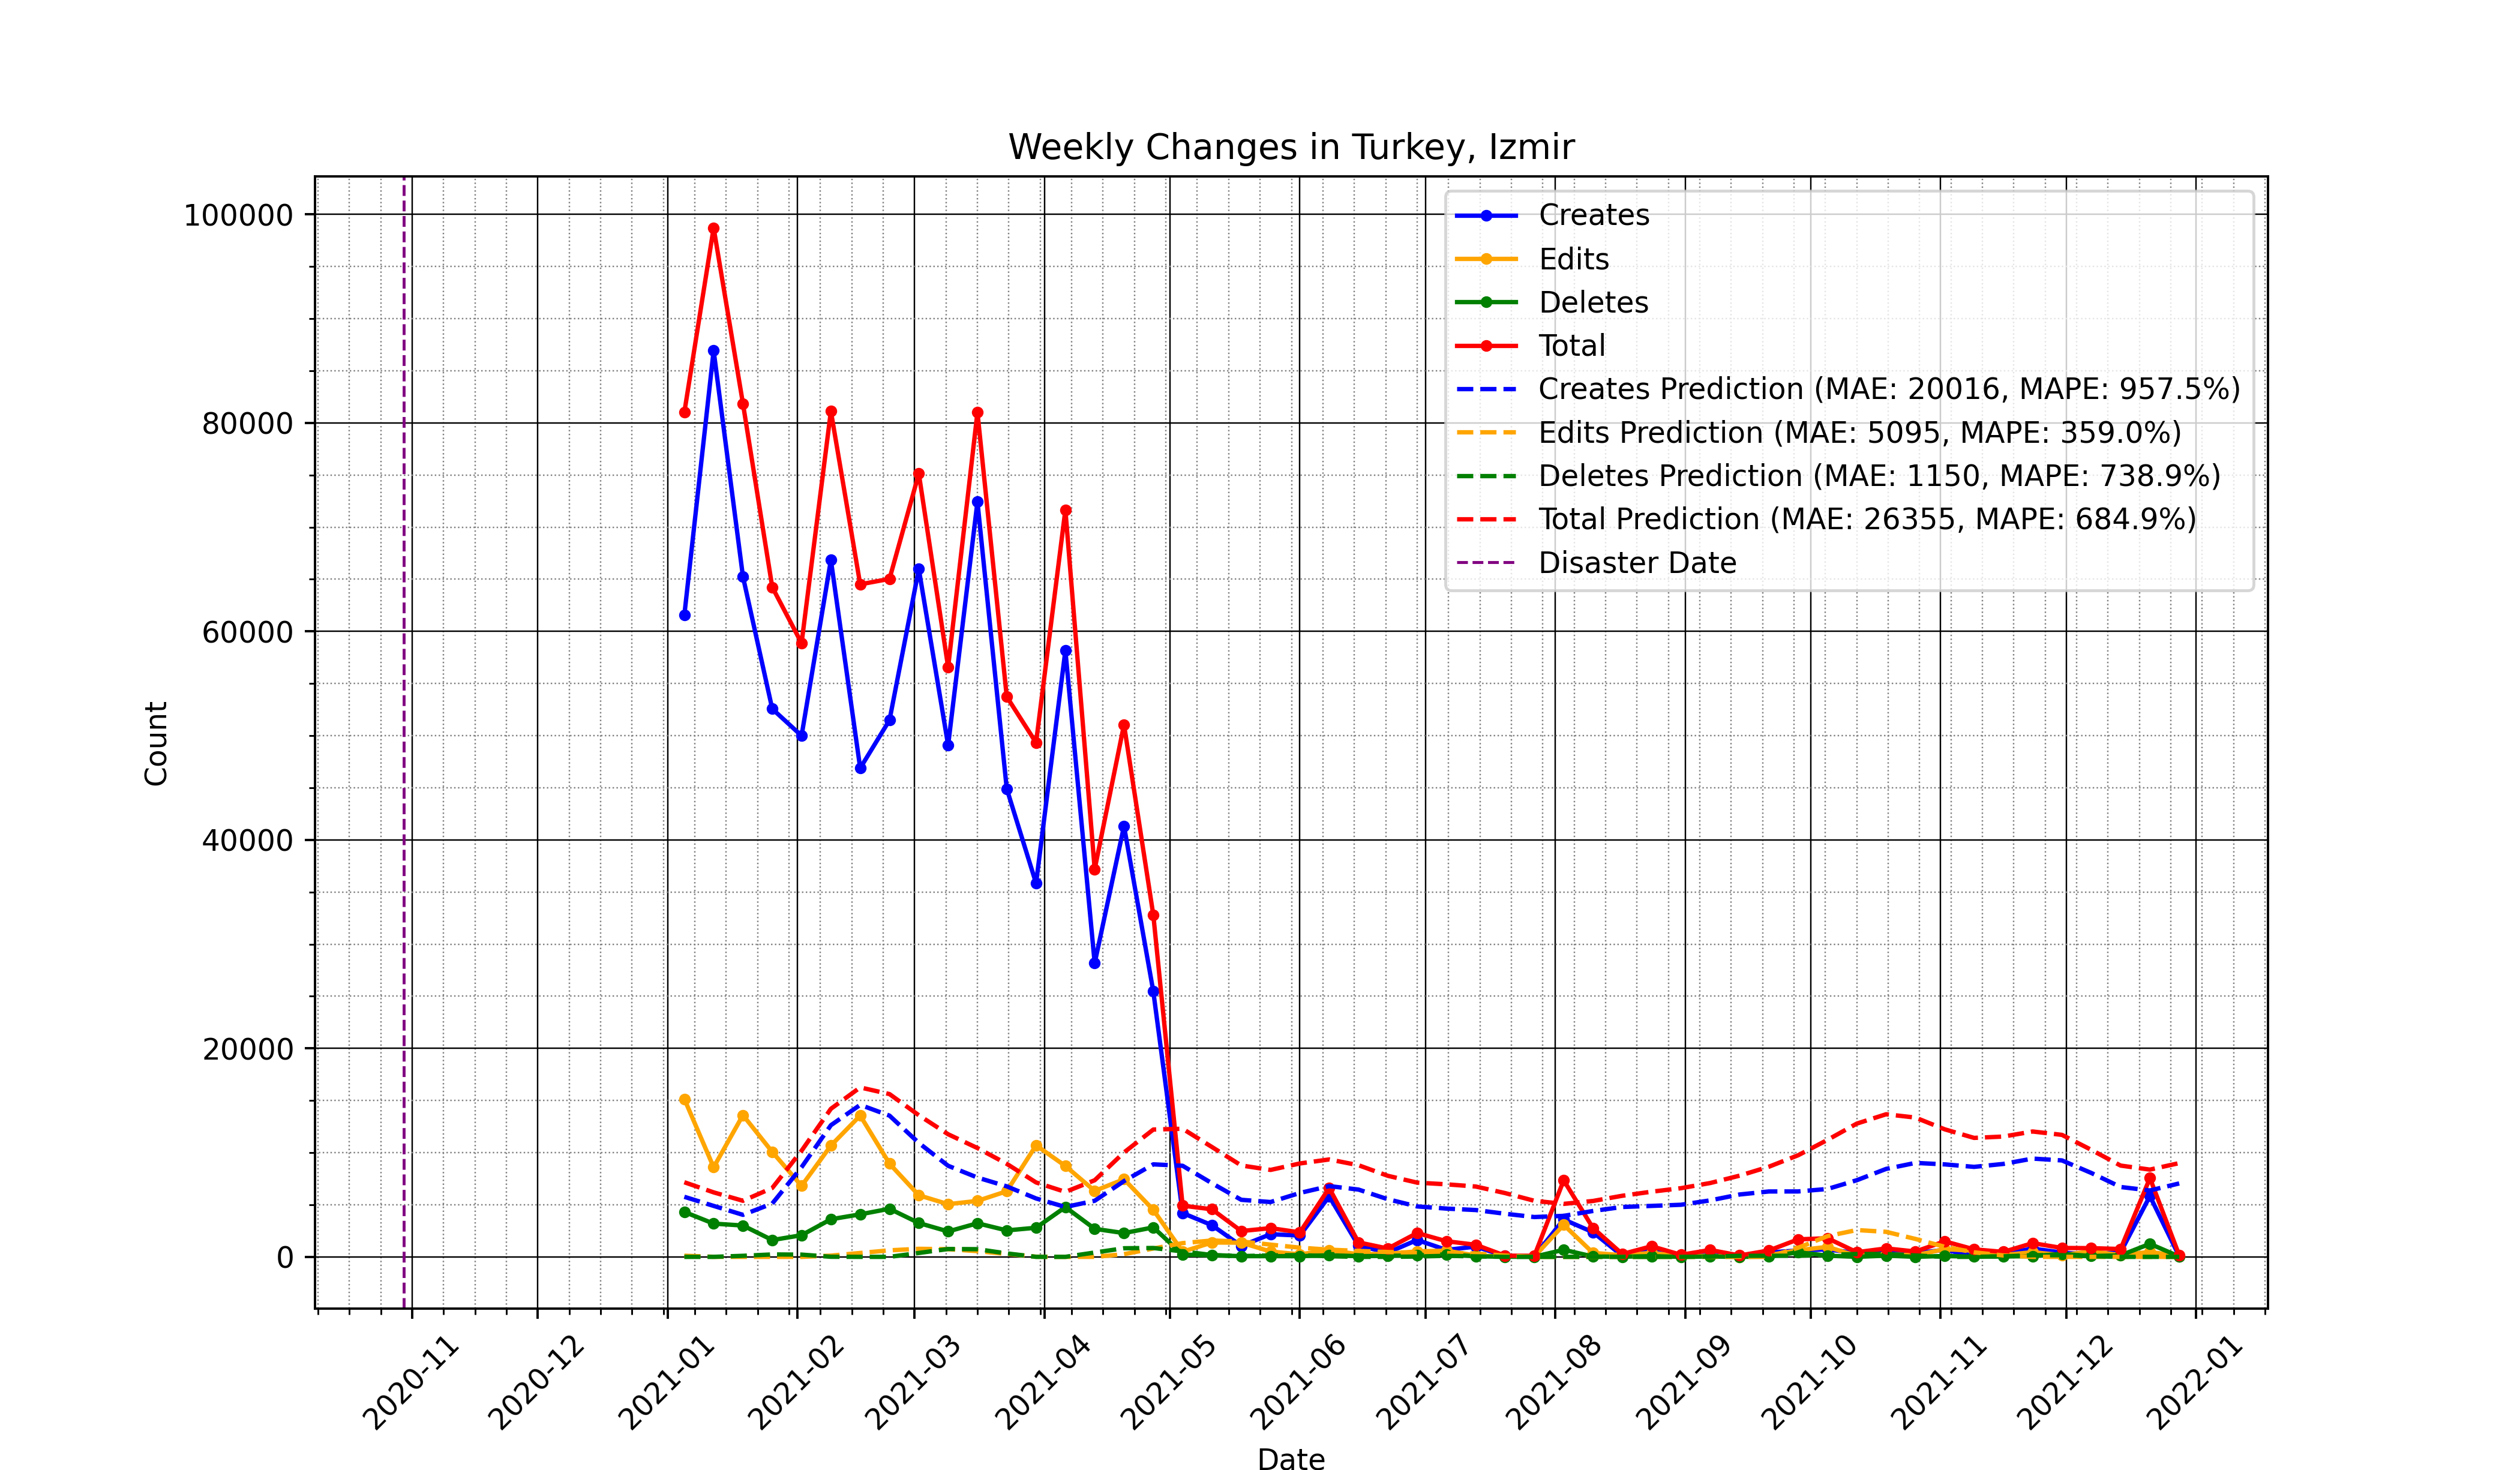 Weekly Changes in Turkey, Izmir
100000
80000
60000
40000
20000
0
Count
Creates
Edits
Deletes
Total
Creates Prediction (MAE: 20016, MAPE: 957.5%)
Edits Prediction (MAE: 5095, MAPE: 359.0%)
Deletes Prediction (MAE: 1150, MAPE: 738.9%)
Total Prediction (MAE: 26355, MAPE: 684.9%)
Disaster Date
2020-11
2020-12
2021-01
2021-02
2021-03
2021-04
2021-05
2021-06
2021-07
2021-08
2021-09
2021-10
2021-11
2021-12
2022-01
Date